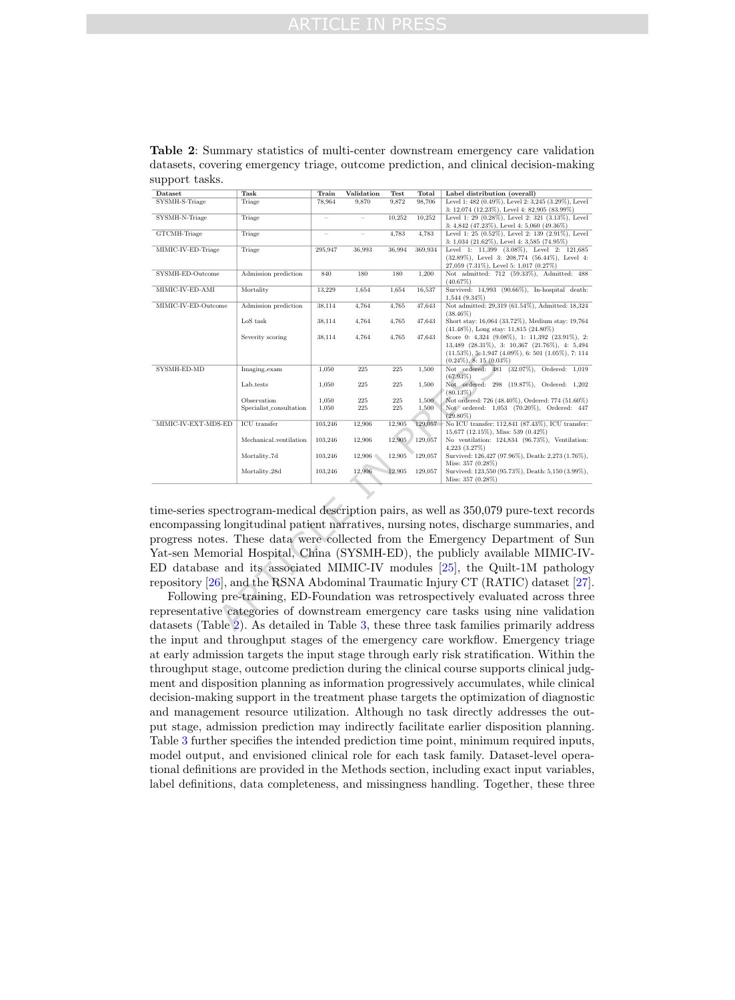 ARTICLE IN PRESS
Table 2: Summary statistics of multi-center downstream emergency care validation
datasets, covering emergency triage, outcome prediction, and clinical decision-making
support tasks.
Dataset Task Train Validation Test Total Label distribution (overall)
SYSMH-S-Triage Triage 78,964 9,870 9,872 98,706 Level 1: 482 (0.49%), Level 2: 3,245 (3.29%), Level
3: 12,074 (12.23%), Level 4: 82,905 (83.99%)
SYSMH-N-Triage Triage – – 10,252 10,252 Level 1: 29 (0.28%), Level 2: 321 (3.13%), Level
3: 4,842 (47.23%), Level 4: 5,060 (49.36%)
GTCMH-Triage Triage – – 4,783 4,783 Level 1: 25 (0.52%), Level 2: 139 (2.91%), Level
3: 1,034 (21.62%), Level 4: 3,585 (74.95%)
MIMIC-IV-ED-Triage Triage 295,947 36,993 36,994 369,934 Level 1: 11,399 (3.08%), Level 2: 121,685
(32.89%), Level 3: 208,774 (56.44%), Level 4:
27,059 (7.31%), Level 5: 1,017 (0.27%)
SYSMH-ED-Outcome Admission prediction 840 180 180 1,200 Not admitted: 712 (59.33%), Admitted: 488
(40.67%)
MIMIC-IV-ED-AMI Mortality 13,229 1,654 1,654 16,537 Survived: 14,993 (90.66%), In-hospital death:
1,544 (9.34%)
MIMIC-IV-ED-Outcome Admission prediction 38,114 4,764 4,765 47,643 Not admitted: 29,319 (61.54%), Admitted: 18,324
(38.46%)
LoS task 38,114 4,764 4,765 47,643 Short stay: 16,064 (33.72%), Medium stay: 19,764
(41.48%), Long stay: 11,815 (24.80%)
Severity scoring 38,114 4,764 4,765 47,643 Score 0: 4,324 (9.08%), 1: 11,392 (23.91%), 2:
13,489 (28.31%), 3: 10,367 (21.76%), 4: 5,494
(11.53%), 5: 1,947 (4.09%), 6: 501 (1.05%), 7: 114
(0.24%), 8: 15 (0.03%)
SYSMH-ED-MD Imaging_exam 1,050 225 225 1,500 Not ordered: 481 (32.07%), Ordered: 1,019
(67.93%)
Lab_tests 1,050 225 225 1,500 Not ordered: 298 (19.87%), Ordered: 1,202
(80.13%)
Observation 1,050 225 225 1,500 Not ordered: 726 (48.40%), Ordered: 774 (51.60%)
Specialist_consultation 1,050 225 225 1,500 Not ordered: 1,053 (70.20%), Ordered: 447
(29.80%)
MIMIC-IV-EXT-MDS-ED ICU transfer 103,246 12,906 12,905 129,057 No ICU transfer: 112,841 (87.43%), ICU transfer:
15,677 (12.15%), Miss: 539 (0.42%)
Mechanical_ventilation 103,246 12,906 12,905 129,057 No ventilation: 124,834 (96.73%), Ventilation:
4,223 (3.27%)
Mortality_7d 103,246 12,906 12,905 129,057 Survived: 126,427 (97.96%), Death: 2,273 (1.76%),
Miss: 357 (0.28%)
Mortality_28d 103,246 12,906 12,905 129,057 Survived: 123,550 (95.73%), Death: 5,150 (3.99%),
Miss: 357 (0.28%)
ARTICLE IN PRESS
time-series spectrogram-medical description pairs, as well as 350,079 pure-text records
encompassing longitudinal patient narratives, nursing notes, discharge summaries, and
progress notes. These data were collected from the Emergency Department of Sun
Yat-sen Memorial Hospital, China (SYSMH-ED), the publicly available MIMIC-IV-
ED database and its associated MIMIC-IV modules [25], the Quilt-1M pathology
repository [26], and the RSNA Abdominal Traumatic Injury CT (RATIC) dataset [27].
Following pre-training, ED-Foundation was retrospectively evaluated across three
representative categories of downstream emergency care tasks using nine validation
datasets (Table 2). As detailed in Table 3, these three task families primarily address
the input and throughput stages of the emergency care workflow. Emergency triage
at early admission targets the input stage through early risk stratification. Within the
throughput stage, outcome prediction during the clinical course supports clinical judg-
ment and disposition planning as information progressively accumulates, while clinical
decision-making support in the treatment phase targets the optimization of diagnostic
and management resource utilization. Although no task directly addresses the out-
put stage, admission prediction may indirectly facilitate earlier disposition planning.
Table 3 further specifies the intended prediction time point, minimum required inputs,
model output, and envisioned clinical role for each task family. Dataset-level opera-
tional definitions are provided in the Methods section, including exact input variables,
label definitions, data completeness, and missingness handling. Together, these three